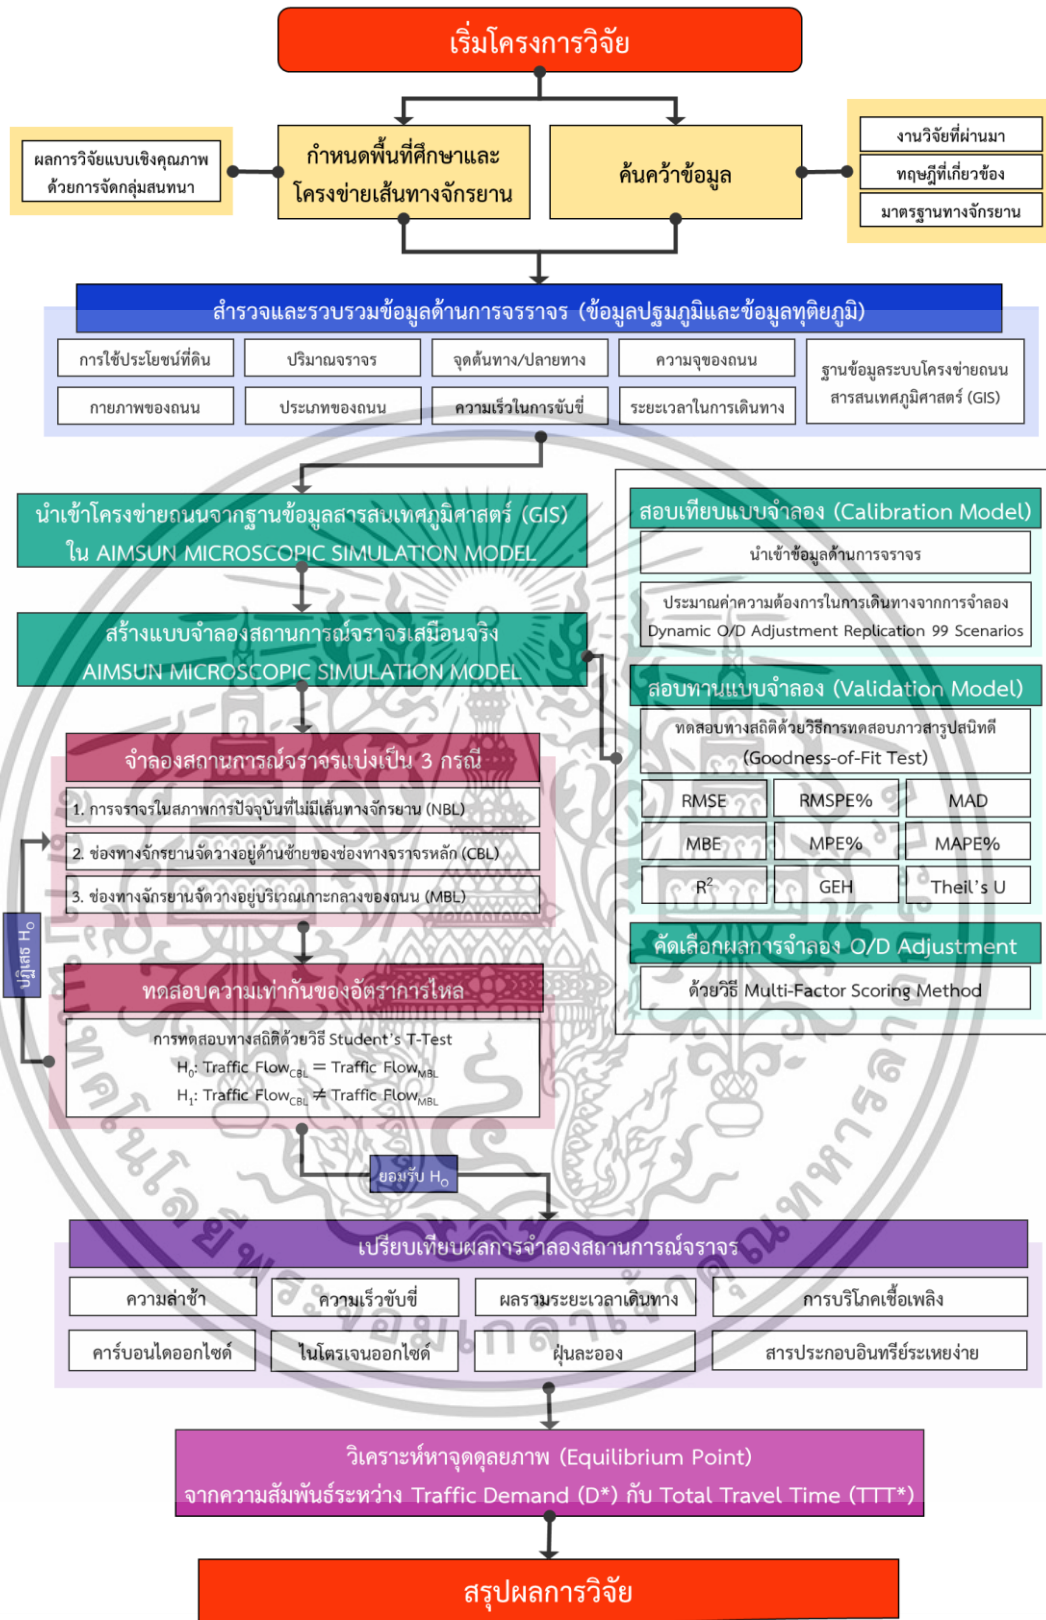 เริ่มโครงการวิจัย
ผลการวิจัยแบบเชิงคุณภาพ
ด้วยการจัดกลุ่มสนทนา
กำหนดพื้นที่ศึกษาและ
โครงข่ายเส้นทางจักรยาน
ค้นคว้าข้อมูล
งานวิจัยที่ผ่านมา
ทฤษฎีที่เกี่ยวข้อง
มาตรฐานทางจักรยาน
สำรวจและรวบรวมข้อมูลด้านการจรราจร (ข้อมูลปฐมภูมิและข้อมูลทุติยภูมิ)
การใช้ประโยชน์ที่ดิน
ปริมาณจราจร
จุดต้นทาง/ปลายทาง
ความจุของถนน
ฐานข้อมูลระบบโครงข่ายถนน
สารสนเทศภูมิศาสตร์ (GIS)
กายภาพของถนน
ประเภทของถนน
ความเร็วในการขับขี่
ระยะเวลาในการเดินทาง
นำเข้าโครงข่ายถนนจากฐานข้อมูลสารสนเทศภูมิศาสตร์ (GIS)
ใน AIMSUN MICROSCOPIC SIMULATION MODEL
สร้างแบบจำลองสถานการณ์จราจรเสมือนจริง
AIMSUN MICROSCOPIC SIMULATION MODEL
สอบเทียบแบบจำลอง (Calibration Model)
นำเข้าข้อมูลด้านการจราจร
ประมาณค่าความต้องการในการเดินทางจากการจำลอง
Dynamic O/D Adjustment Replication 99 Scenarios
สอบทานแบบจำลอง (Validation Model)
ทดสอบทางสถิติด้วยวิธีการทดสอบภาวสารูปสนิทดี
(Goodness-of-Fit Test)
RMSE
RMSPE%
MAD
MBE
MPE%
MAPE%
R²
GEH
Theil's U
คัดเลือกผลการจำลอง O/D Adjustment
ด้วยวิธี Multi-Factor Scoring Method
จำลองสถานการณ์จราจรแบ่งเป็น 3 กรณี
1. การจราจรในสภาพการปัจจุบันที่ไม่มีเส้นทางจักรยาน (NBL)
2. ช่องทางจักรยานจัดวางอยู่ด้านซ้ายของช่องทางจราจรหลัก (CBL)
3. ช่องทางจักรยานจัดวางอยู่บริเวณเกาะกลางของถนน (MBL)
ปฏิเสธ H₀
ทดสอบความเท่ากันของอัตราการไหล
การทดสอบทางสถิติด้วยวิธี Student's T-Test
H₀: Traffic Flow_CBL = Traffic Flow_MBL
H₁: Traffic Flow_CBL ≠ Traffic Flow_MBL
ยอมรับ H₀
เปรียบเทียบผลการจำลองสถานการณ์จราจร
ความล่าช้า
ความเร็วขับขี่
ผลรวมระยะเวลาเดินทาง
การบริโภคเชื้อเพลิง
คาร์บอนไดออกไซด์
ไนโตรเจนออกไซด์
ฝุ่นละออง
สารประกอบอินทรีย์ระเหยง่าย
วิเคราะห์หาจุดดุลยภาพ (Equilibrium Point)
จากความสัมพันธ์ระหว่าง Traffic Demand (D*) กับ Total Travel Time (TTT*)
สรุปผลการวิจัย